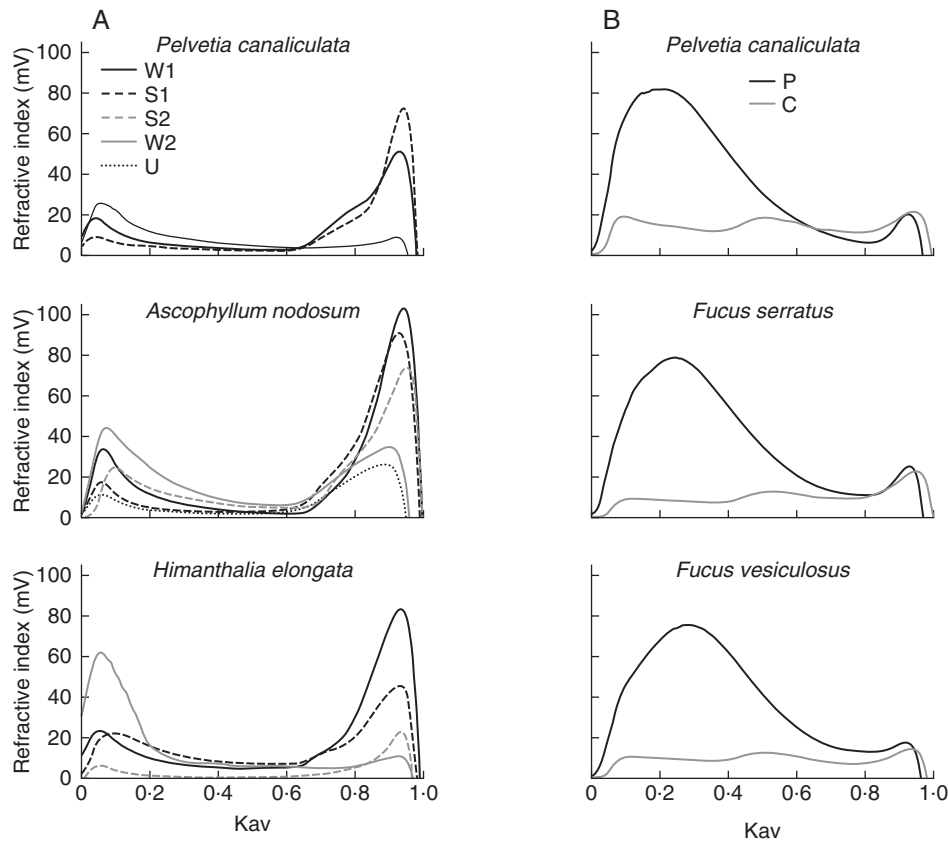 A
Pelvetia canaliculata
Refractive index (mV)
100
80
60
40
20
0
W1
S1
S2
W2
U
Ascophyllum nodosum
Refractive index (mV)
100
80
60
40
20
0
Himanthalia elongata
Refractive index (mV)
100
80
60
40
20
0
0 0·2 0·4 0·6 0·8 1·0
Kav
B
Pelvetia canaliculata
P
C
Fucus serratus
Fucus vesiculosus
0 0·2 0·4 0·6 0·8 1·0
Kav